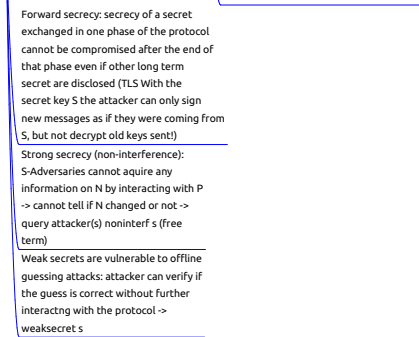 Forward secrecy: secrecy of a secret
exchanged in one phase of the protocol
cannot be compromised after the end of
that phase even if other long term
secret are disclosed (TLS With the
secret key S the attacker can only sign
new messages as if they were coming from
S, but not decrypt old keys sent!)
Strong secrecy (non-interference):
S-Adversaries cannot aquire any
information on N by interacting with P
-> cannot tell if N changed or not ->
query attacker(s) noninterf s (free
term)
Weak secrets are vulnerable to offline
guessing attacks: attacker can verify if
the guess is correct without further
interactng with the protocol ->
weaksecret s